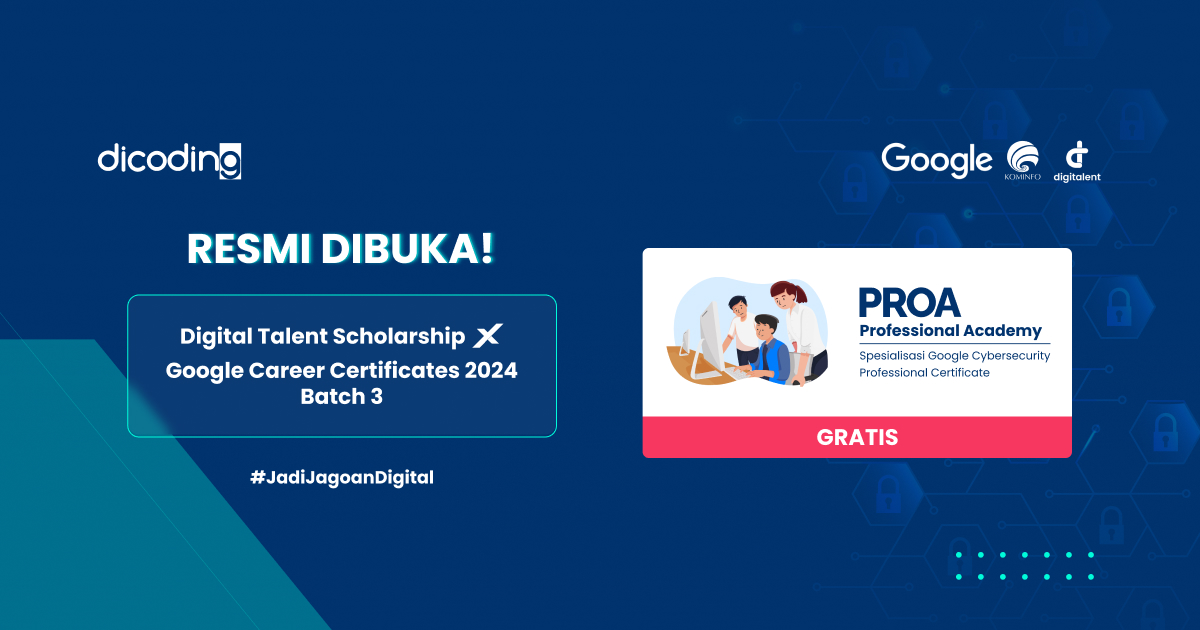 dicoding
Google
KOMINFO
digitalent
RESMI DIBUKA!
Digital Talent Scholarship X
Google Career Certificates 2024
Batch 3
#JadiJagoanDigital
PROA
Professional Academy
Spesialisasi Google Cybersecurity
Professional Certificate
GRATIS